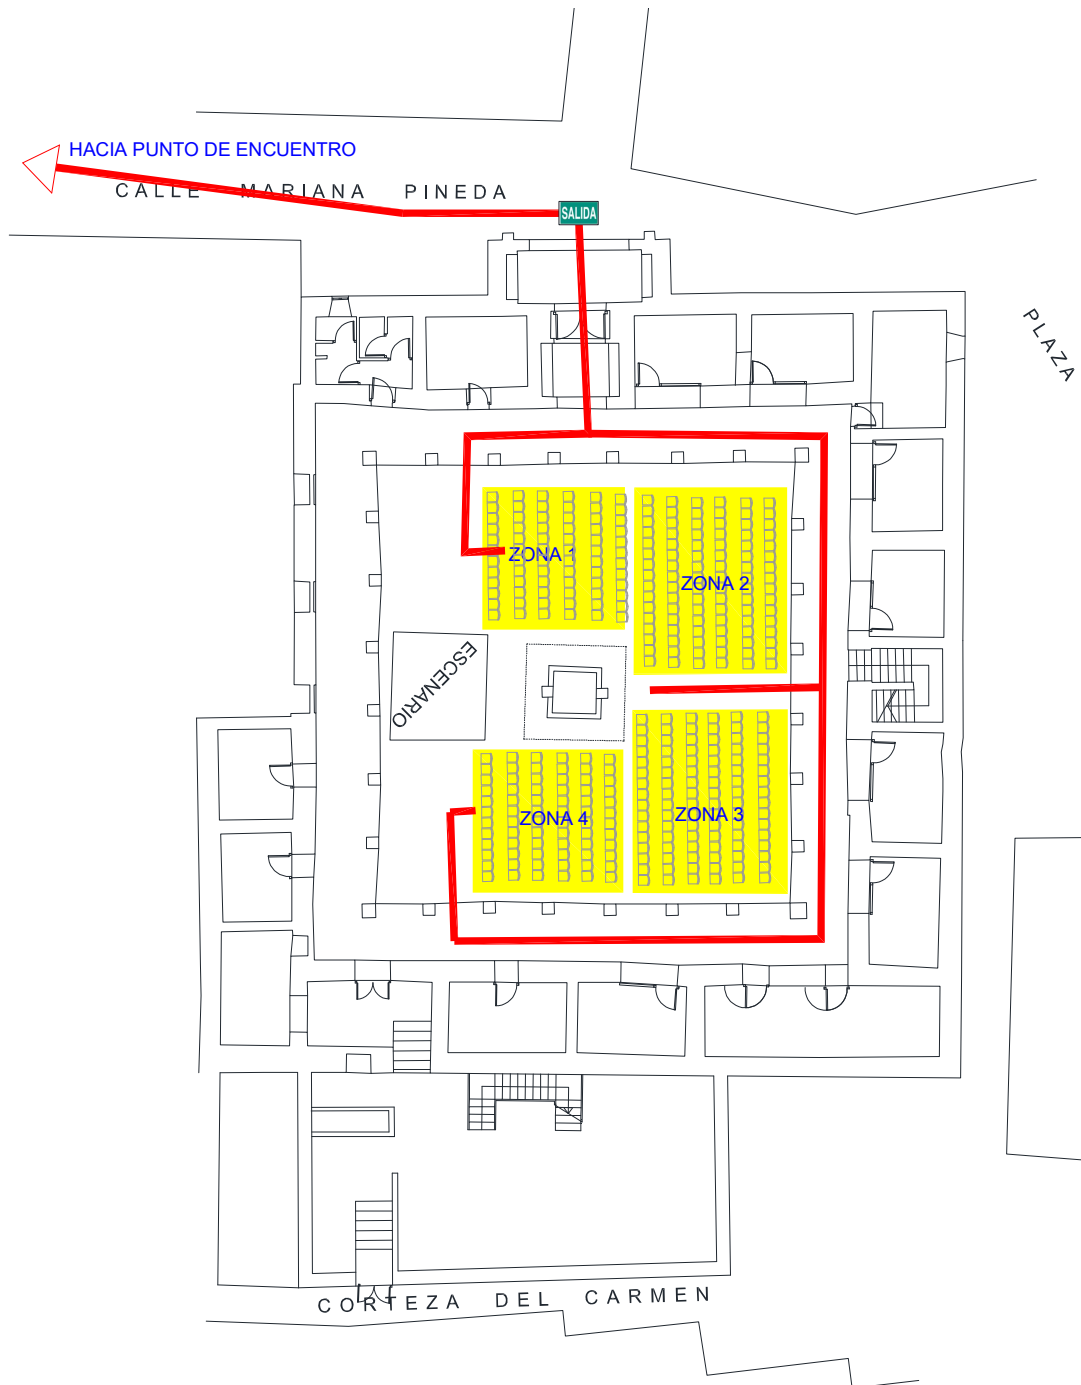 HACIA PUNTO DE ENCUENTRO
CALLE MARIANA PINEDA
SALIDA
PLAZA
ZONA 1
ZONA 2
ESCENARIO
ZONA 3
ZONA 4
CORTEZA DEL CARMEN